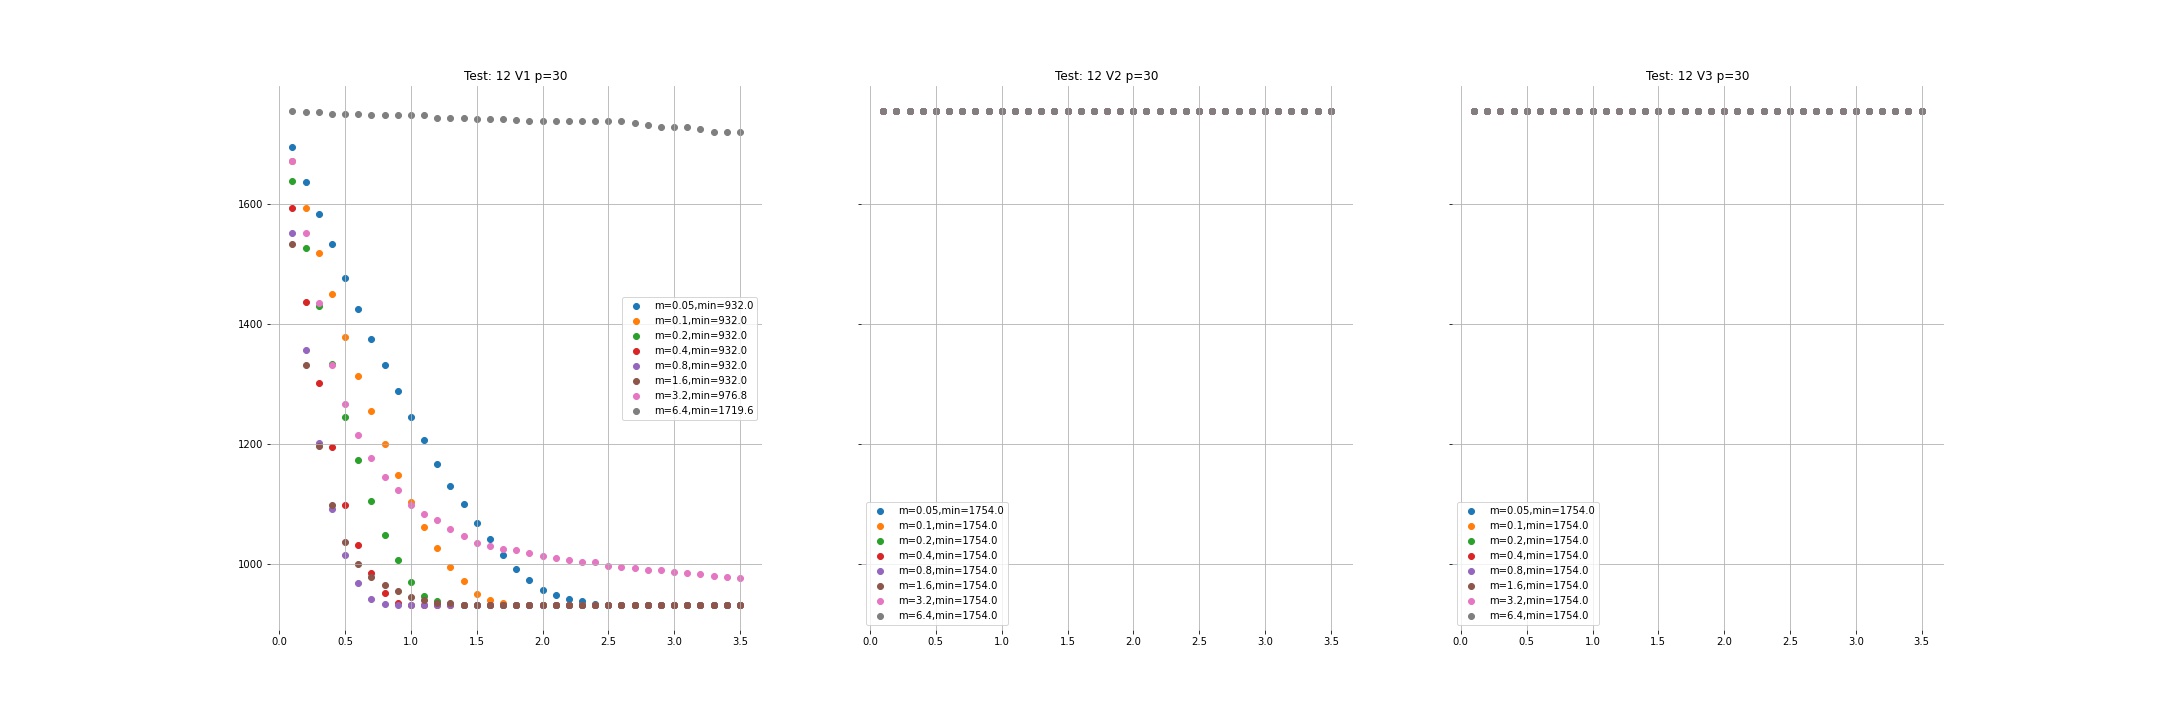 Test: 12 V1 p=30
1600
1400
1200
1000
0.0 0.5 1.0 1.5 2.0 2.5 3.0 3.5
m=0.05,min=932.0
m=0.1,min=932.0
m=0.2,min=932.0
m=0.4,min=932.0
m=0.8,min=932.0
m=1.6,min=932.0
m=3.2,min=976.8
m=6.4,min=1719.6
Test: 12 V2 p=30
m=0.05,min=1754.0
m=0.1,min=1754.0
m=0.2,min=1754.0
m=0.4,min=1754.0
m=0.8,min=1754.0
m=1.6,min=1754.0
m=3.2,min=1754.0
m=6.4,min=1754.0
0.0 0.5 1.0 1.5 2.0 2.5 3.0 3.5
Test: 12 V3 p=30
m=0.05,min=1754.0
m=0.1,min=1754.0
m=0.2,min=1754.0
m=0.4,min=1754.0
m=0.8,min=1754.0
m=1.6,min=1754.0
m=3.2,min=1754.0
m=6.4,min=1754.0
0.0 0.5 1.0 1.5 2.0 2.5 3.0 3.5